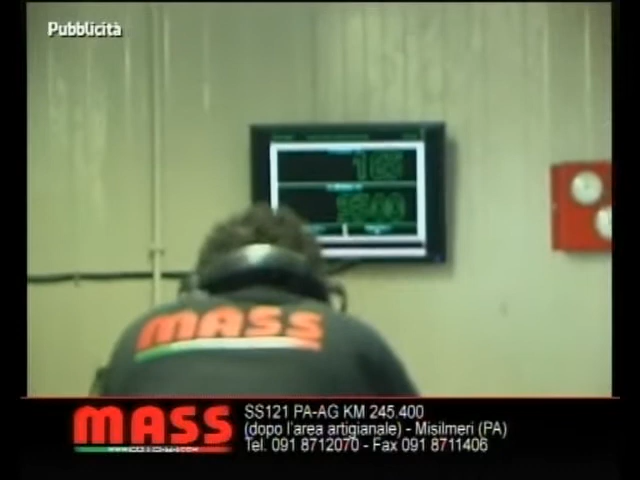 Pubblicità
MASS
MASS
SS121 PA-AG KM 245.400
(dopo l'area artigianale) - Misilmeri (PA)
Tel. 091 8712070 - Fax 091 8711406